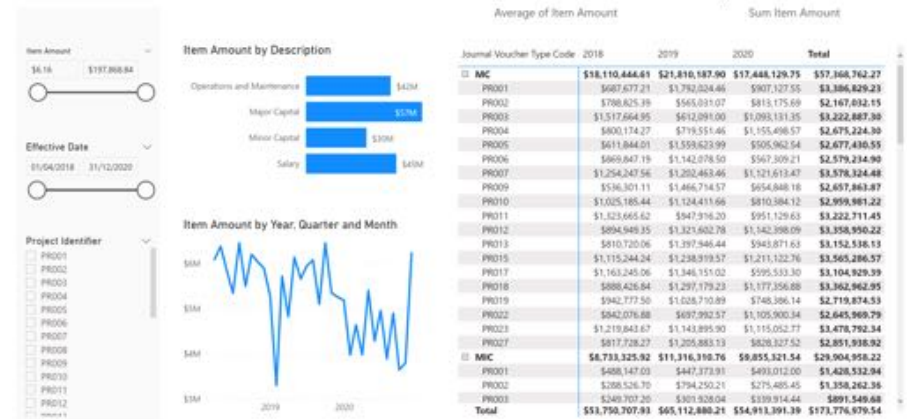 Average of Item Amount
Sum Item Amount
Item Amount
$6.16 $197,868.84
Effective Date
01/04/2018 31/12/2020
Project Identifier
PR001
PR002
PR003
PR004
PR005
PR006
PR007
PR008
PR009
PR010
PR011
PR012
Item Amount by Description
Operations and Maintenance $42M
Major Capital $57M
Minor Capital $30M
Salary $45M
Item Amount by Year, Quarter and Month
$6M
$5M
$4M
$3M
2019 2020
Journal Voucher Type Code 2018 2019 2020 Total
MC $18,110,444.61 $21,810,187.90 $17,448,129.75 $57,368,762.27
PR001 $687,677.21 $1,792,024.46 $907,127.55 $3,386,829.23
PR002 $788,825.39 $565,031.07 $813,175.69 $2,167,032.15
PR003 $1,517,664.95 $612,091.00 $1,093,131.35 $3,222,887.30
PR004 $800,174.27 $719,551.46 $1,155,498.57 $2,675,224.30
PR005 $611,844.01 $1,559,623.99 $505,962.54 $2,677,430.55
PR006 $869,847.19 $1,142,078.50 $567,309.21 $2,579,234.90
PR007 $1,254,247.56 $1,202,463.46 $1,121,613.47 $3,578,324.48
PR009 $536,301.11 $1,466,714.57 $654,848.18 $2,657,863.87
PR010 $1,025,185.44 $1,124,411.66 $810,384.12 $2,959,981.22
PR011 $1,323,665.62 $947,916.20 $951,129.63 $3,222,711.45
PR012 $894,949.35 $1,321,602.78 $1,142,398.09 $3,358,950.22
PR013 $810,720.06 $1,397,946.44 $943,871.63 $3,152,538.13
PR015 $1,115,244.24 $1,238,919.57 $1,211,122.76 $3,565,286.57
PR017 $1,163,245.06 $1,346,151.02 $595,533.30 $3,104,929.39
PR018 $888,426.84 $1,297,179.23 $1,177,356.88 $3,362,962.95
PR019 $942,777.50 $1,028,710.89 $748,386.14 $2,719,874.53
PR022 $842,076.88 $697,992.57 $1,105,900.34 $2,645,969.79
PR023 $1,219,843.67 $1,143,895.90 $1,115,052.77 $3,478,792.34
PR027 $817,728.27 $1,205,883.13 $828,327.52 $2,851,938.92
MIC $8,733,325.92 $11,316,310.76 $9,855,321.54 $29,904,958.22
PR001 $488,147.03 $447,373.91 $493,012.00 $1,428,532.94
PR002 $288,526.70 $794,250.21 $275,485.45 $1,358,262.36
PR003 $249,707.20 $301,928.04 $339,914.44 $891,549.68
Total $53,750,707.93 $65,112,880.21 $54,913,391.39 $173,776,979.54